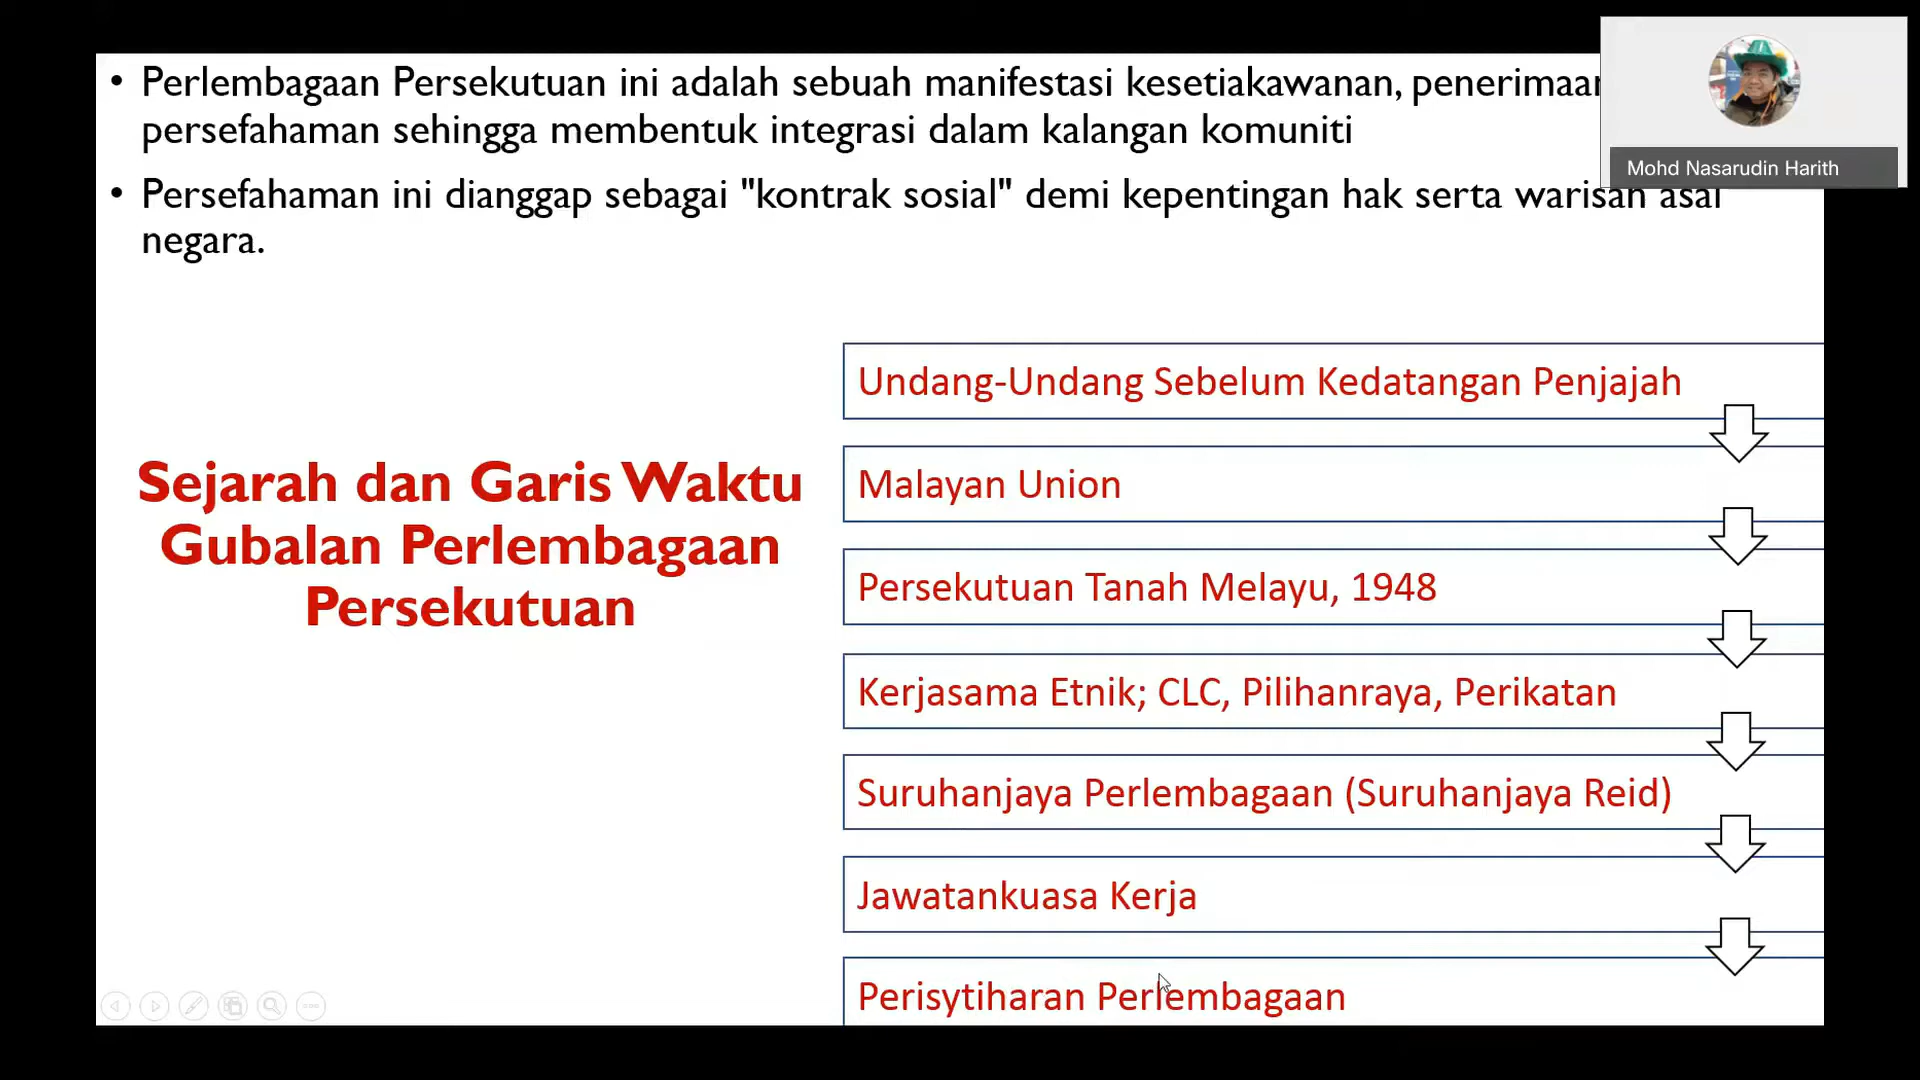 • Perlembagaan Persekutuan ini adalah sebuah manifestasi kesetiakawanan, penerimaan
persefahaman sehingga membentuk integrasi dalam kalangan komuniti
• Persefahaman ini dianggap sebagai "kontrak sosial" demi kepentingan hak serta warisan asal
negara.
Mohd Nasarudin Harith
Sejarah dan Garis Waktu
Gubalan Perlembagaan
Persekutuan
Undang-Undang Sebelum Kedatangan Penjajah
Malayan Union
Persekutuan Tanah Melayu, 1948
Kerjasama Etnik; CLC, Pilihanraya, Perikatan
Suruhanjaya Perlembagaan (Suruhanjaya Reid)
Jawatankuasa Kerja
Perisytiharan Perlembagaan